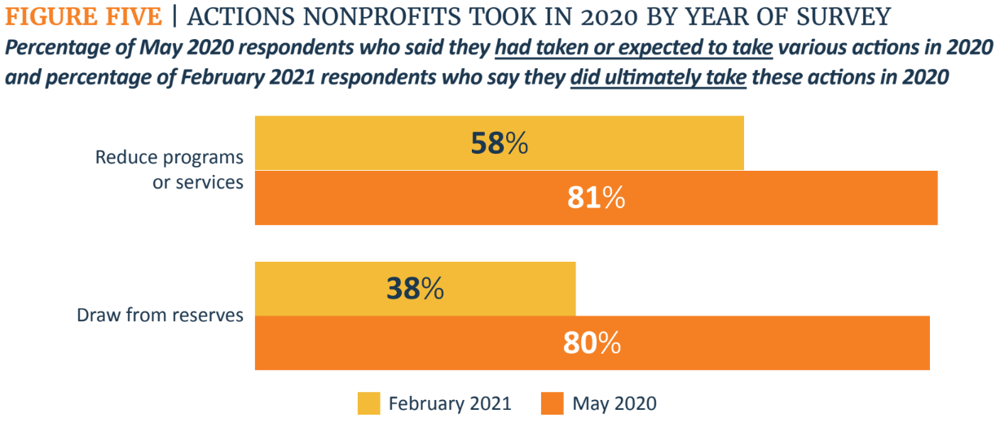 FIGURE FIVE | ACTIONS NONPROFITS TOOK IN 2020 BY YEAR OF SURVEY
Percentage of May 2020 respondents who said they had taken or expected to take various actions in 2020
and percentage of February 2021 respondents who say they did ultimately take these actions in 2020
Reduce programs
or services
58%
81%
Draw from reserves
38%
80%
February 2021
May 2020